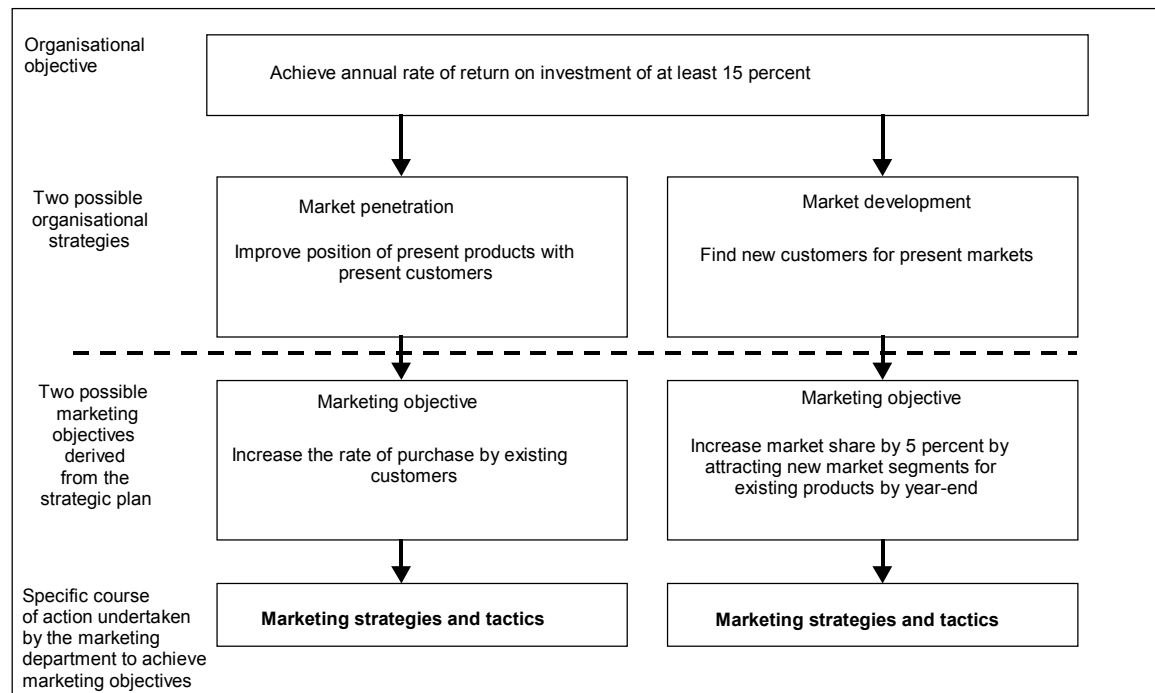 Organisational
objective
Achieve annual rate of return on investment of at least 15 percent
Two possible
organisational
strategies
Market penetration
Improve position of present products with
present customers
Market development
Find new customers for present markets
Two possible
marketing
objectives
derived
from the
strategic plan
Marketing objective
Increase the rate of purchase by existing
customers
Marketing objective
Increase market share by 5 percent by
attracting new market segments for
existing products by year-end
Specific course
of action undertaken
by the marketing
department to achieve
marketing objectives
Marketing strategies and tactics
Marketing strategies and tactics